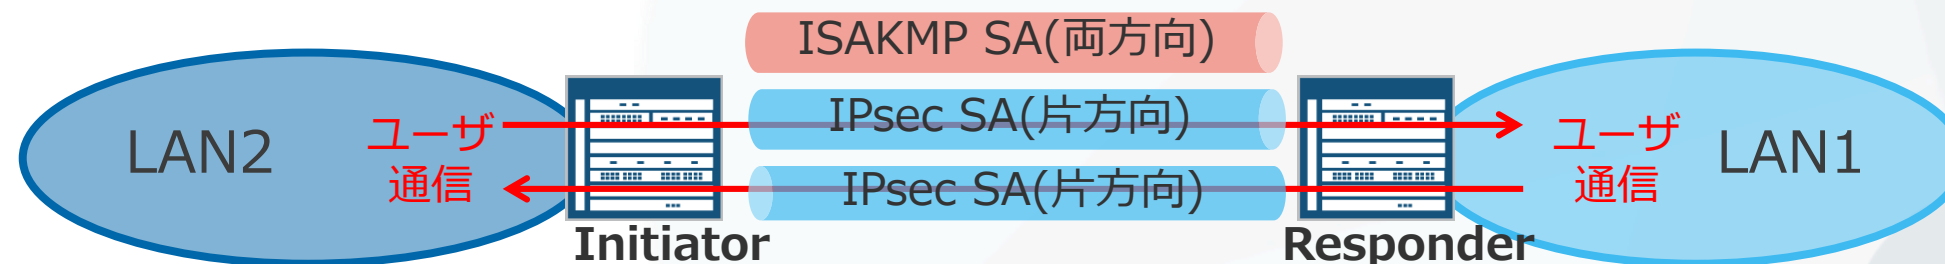 ISAKMP SA(両方向)
IPsec SA(片方向)
IPsec SA(片方向)
LAN2
ユーザ
通信
ユーザ
通信
LAN1
Initiator
Responder